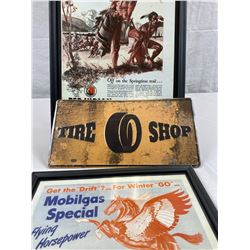 Off on the Springtime trail...
TIRE SHOP
Get the "Drift"?...For Winter "GO"...
Mobilgas
Special
Flying
Horsepower